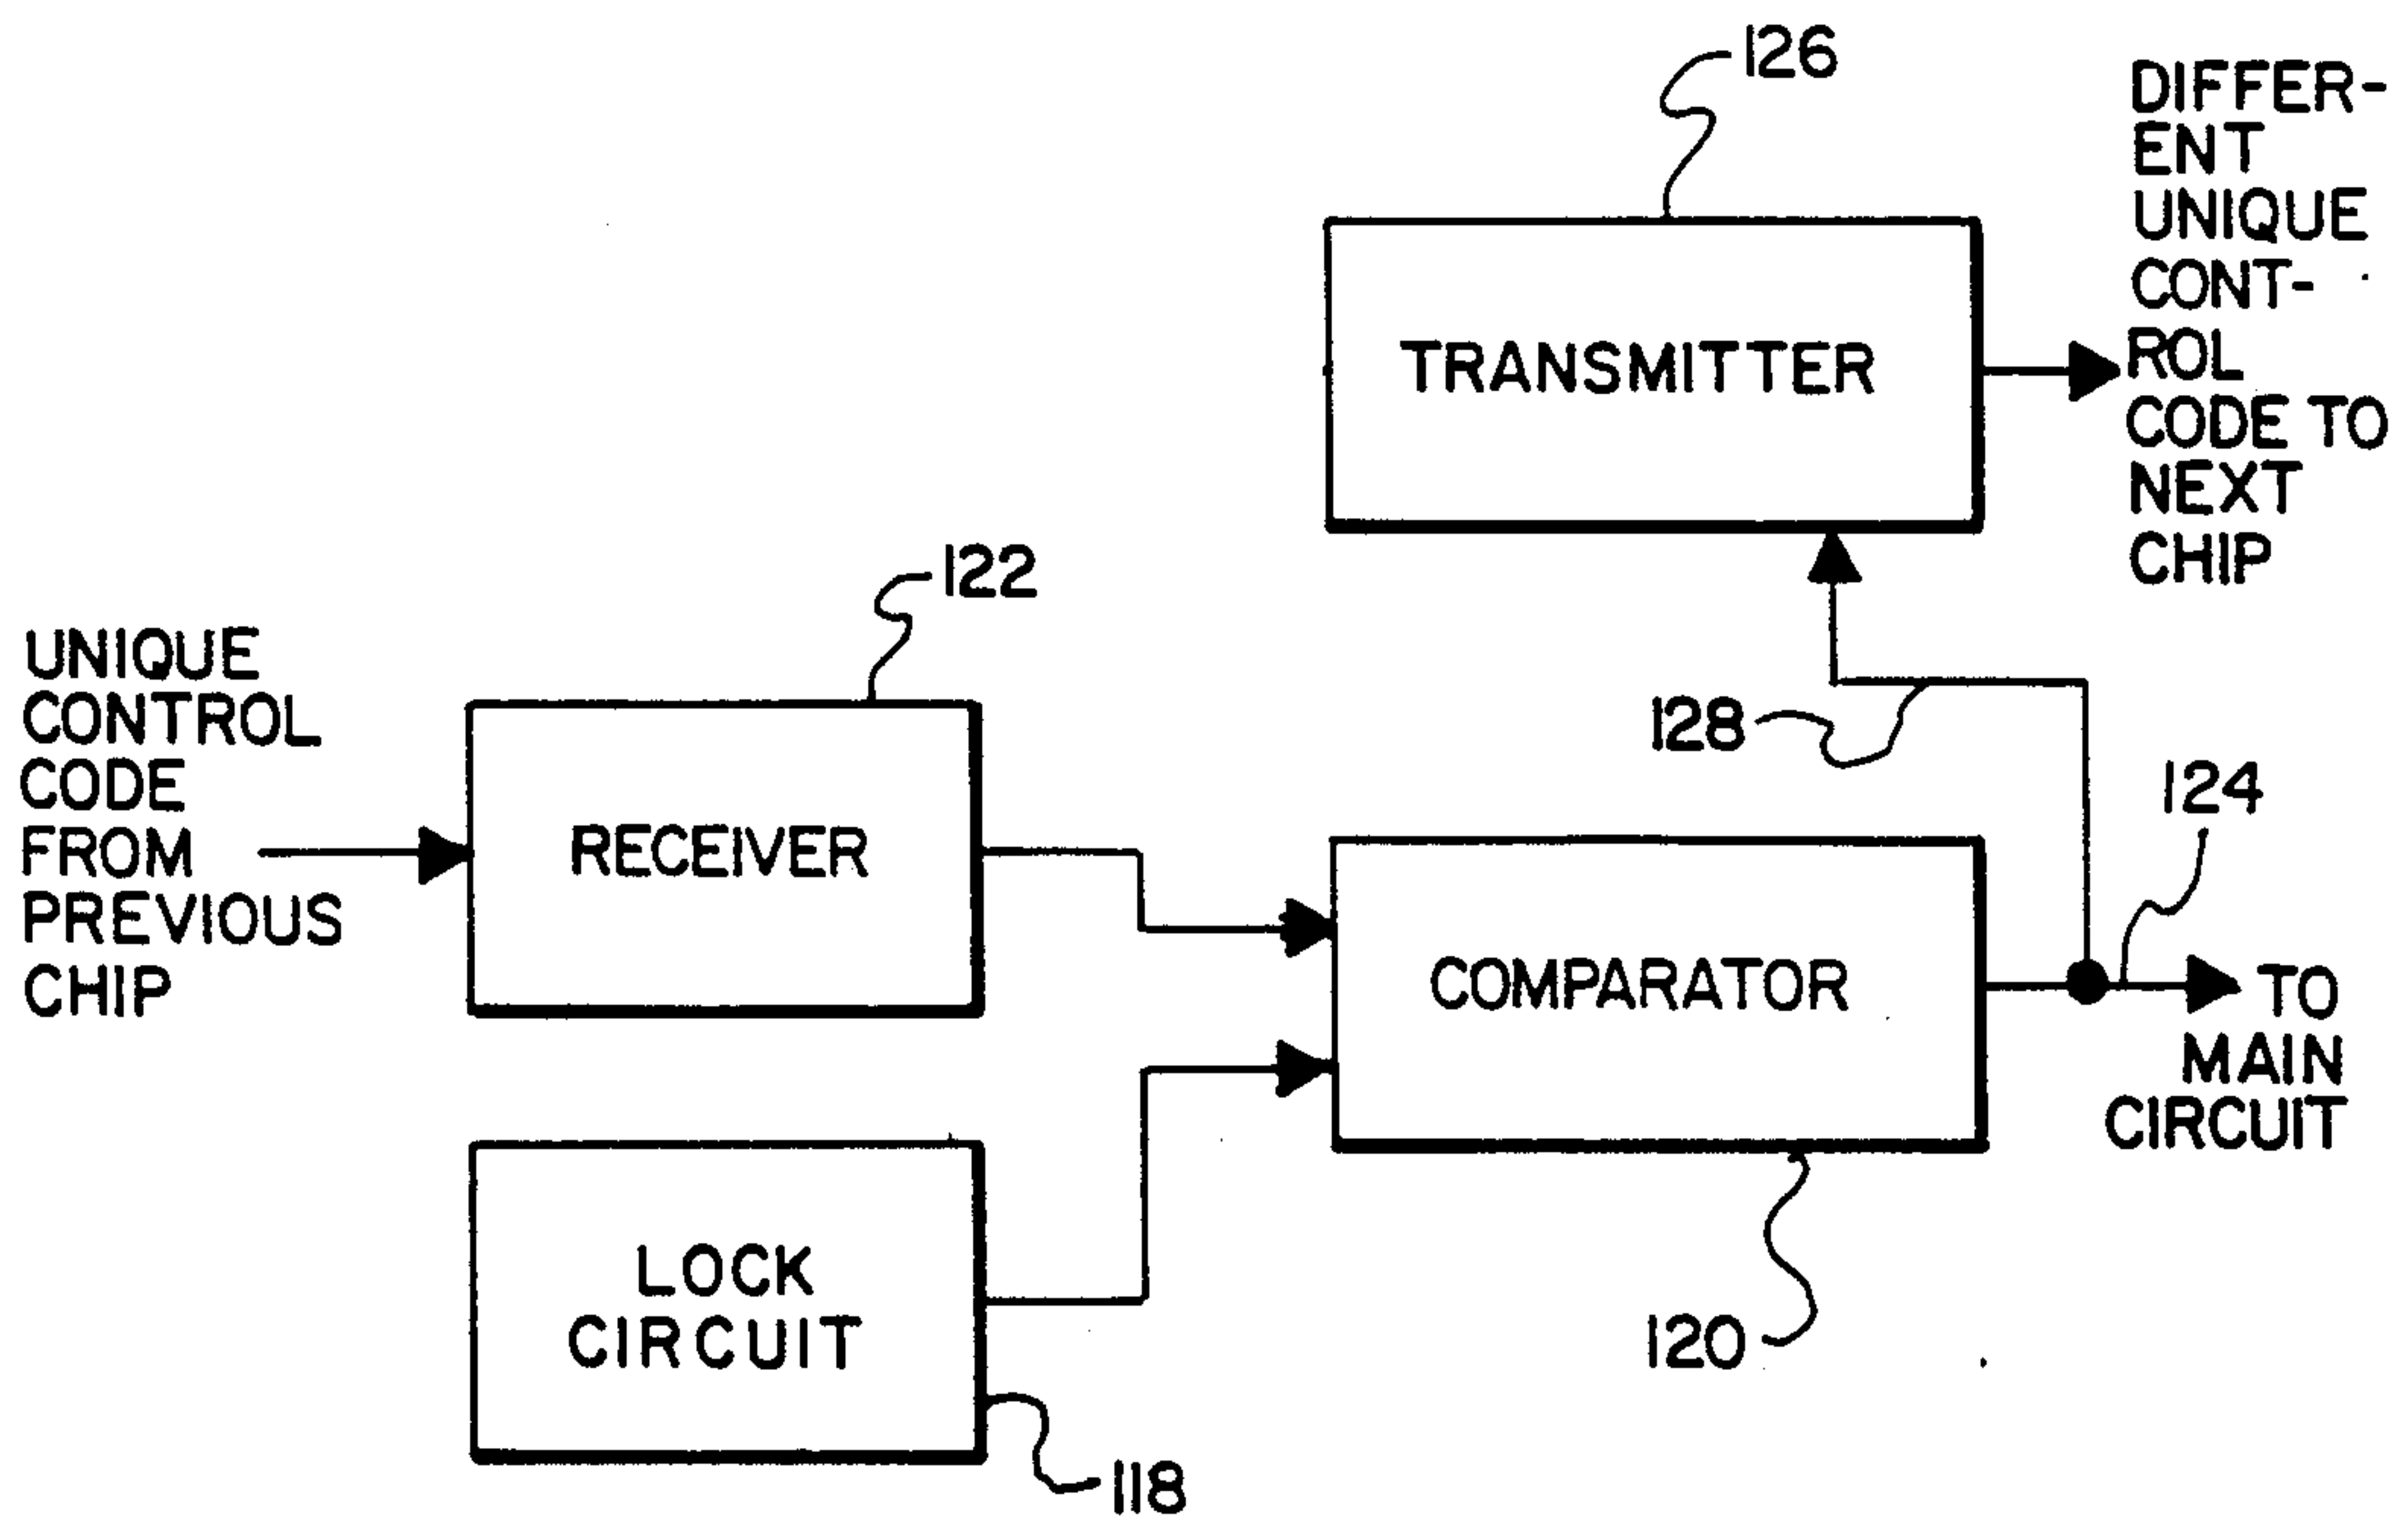 126
DIFFER-
ENT
UNIQUE
CONT-
ROL
CODE TO
NEXT
CHIP
TRANSMITTER
122
UNIQUE
CONTROL
CODE
FROM
PREVIOUS
CHIP
RECEIVER
128
124
COMPARATOR
TO
MAIN
CIRCUIT
LOCK
CIRCUIT
120
118